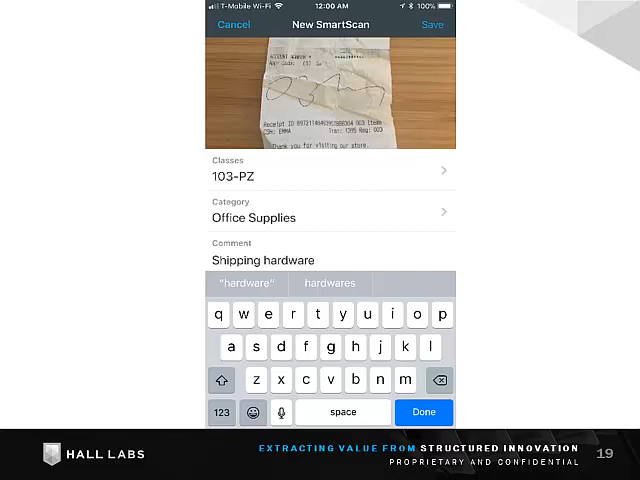 T-Mobile Wi-Fi 12:00 AM 100%
Cancel New SmartScan Save
Thank you for visiting our store.
Classes
103-PZ
Category
Office Supplies
Comment
Shipping hardware
"hardware" hardwares
q w e r t y u i o p
a s d f g h j k l
z x c v b n m
123 space Done
HALL LABS
EXTRACTING VALUE FROM STRUCTURED INNOVATION
PROPRIETARY AND CONFIDENTIAL
19